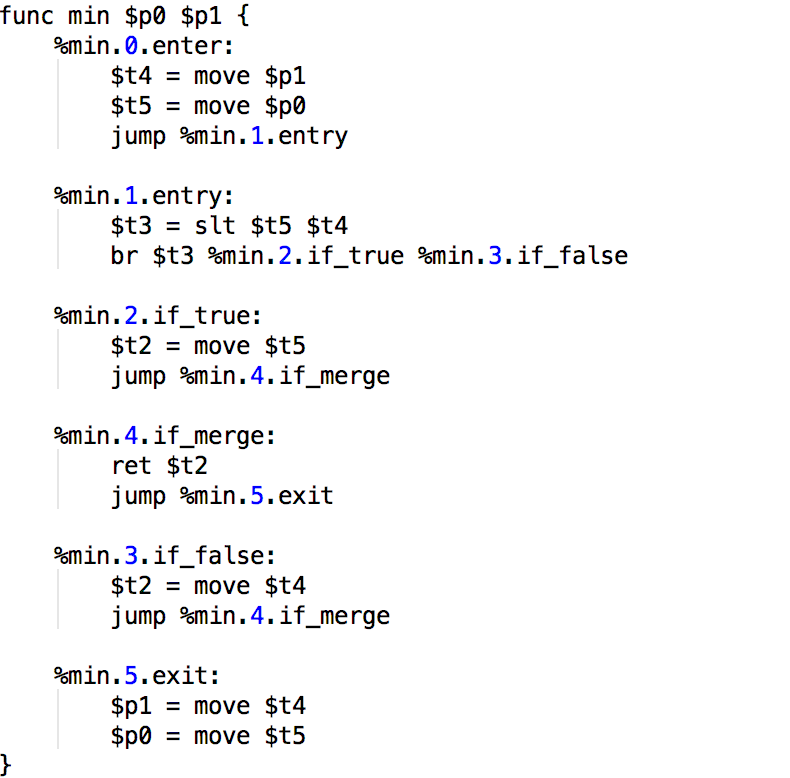 func min $p0 $p1 {
    %min.0.enter:
        $t4 = move $p1
        $t5 = move $p0
        jump %min.1.entry

    %min.1.entry:
        $t3 = slt $t5 $t4
        br $t3 %min.2.if_true %min.3.if_false

    %min.2.if_true:
        $t2 = move $t5
        jump %min.4.if_merge

    %min.4.if_merge:
        ret $t2
        jump %min.5.exit

    %min.3.if_false:
        $t2 = move $t4
        jump %min.4.if_merge

    %min.5.exit:
        $p1 = move $t4
        $p0 = move $t5
}